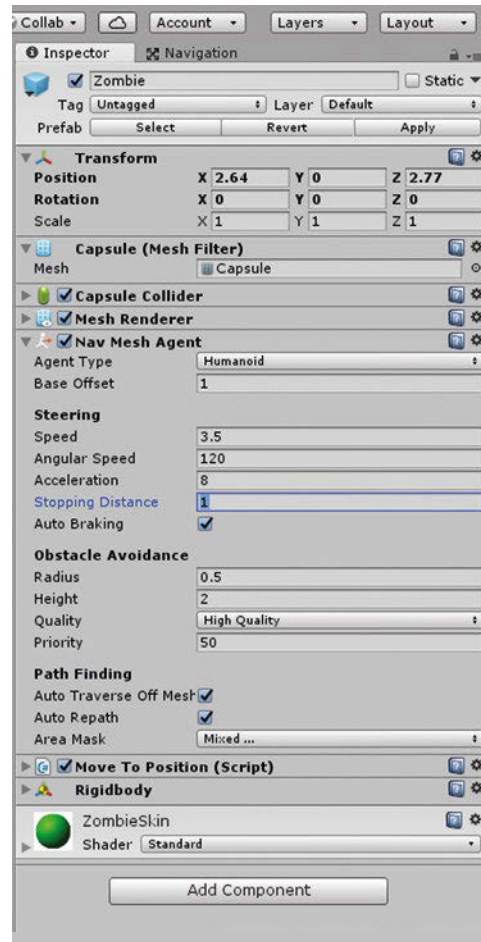 Collab Account Layers Layout
Inspector Navigation
Zombie Static
Tag Untagged Layer Default
Prefab Select Revert Apply
Transform
Position X 2.64 Y 0 Z 2.77
Rotation X 0 Y 0 Z 0
Scale X 1 Y 1 Z 1
Capsule (Mesh Filter)
Mesh Capsule
Capsule Collider
Mesh Renderer
Nav Mesh Agent
Agent Type Humanoid
Base Offset 1
Steering
Speed 3.5
Angular Speed 120
Acceleration 8
Stopping Distance 1
Auto Braking
Obstacle Avoidance
Radius 0.5
Height 2
Quality High Quality
Priority 50
Path Finding
Auto Traverse Off Mesh
Auto Repath
Area Mask Mixed ...
Move To Position (Script)
Rigidbody
ZombieSkin
Shader Standard
Add Component